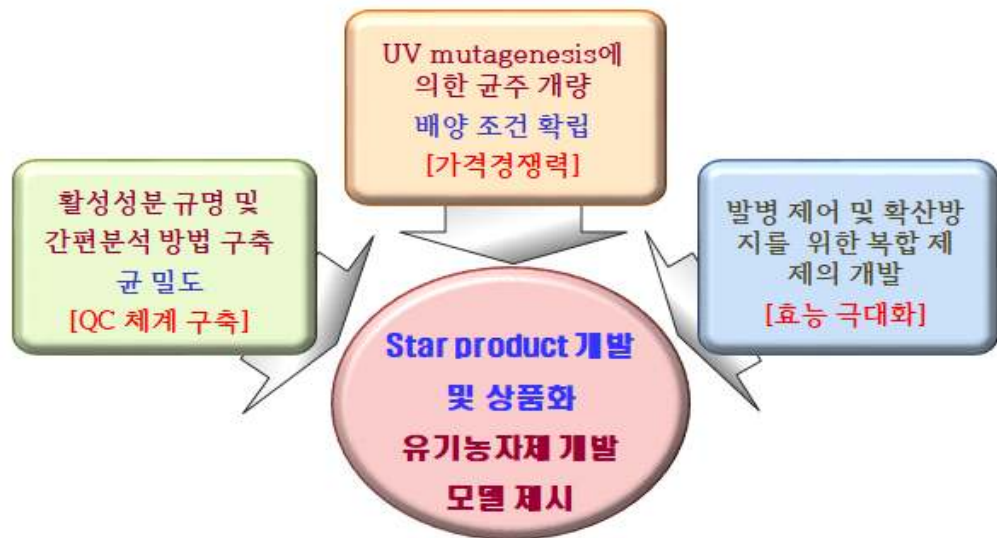 UV mutagenesis에
의한 균주 개량
배양 조건 확립
[가격경쟁력]
활성성분 규명 및
간편분석 방법 구축
균 밀도
[QC 체계 구축]
발병 제어 및 확산방
지를 위한 복합 제
제의 개발
[효능 극대화]
Star product 개발
및 상품화
유기농자제 개발
모델 제시